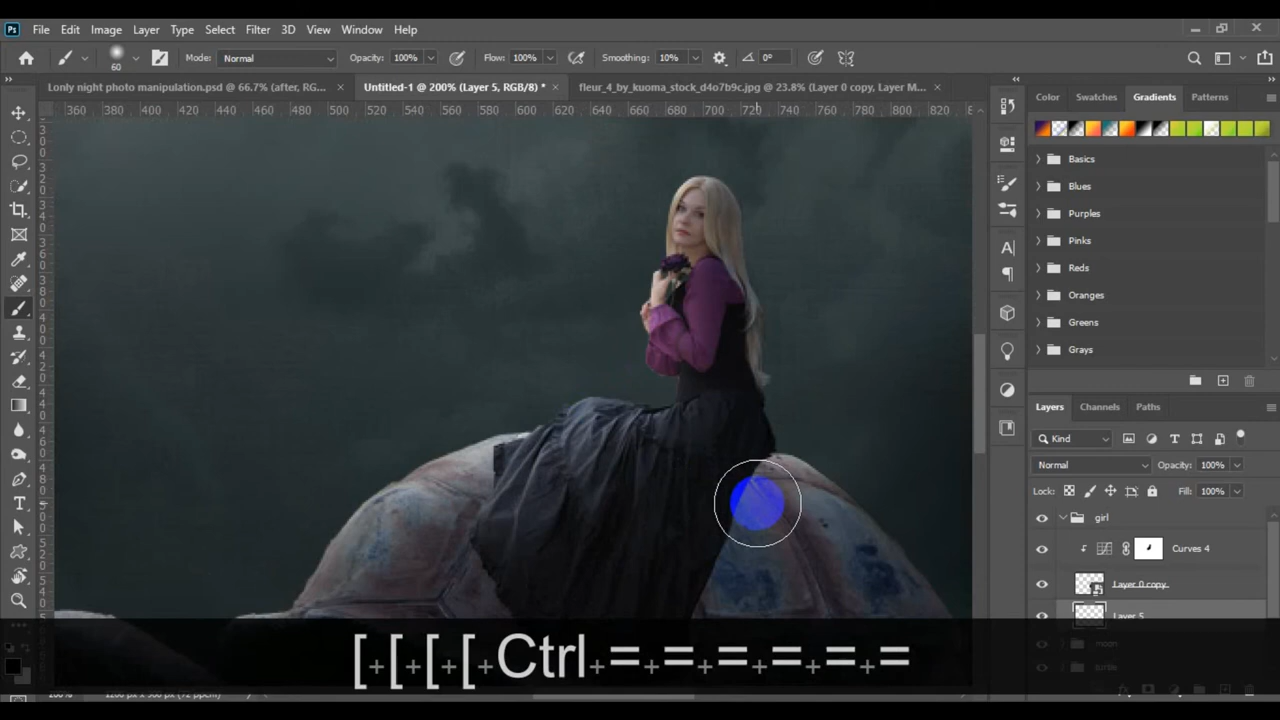 Ps File Edit Image Layer Type Select Filter 3D View Window Help
60 Mode: Normal Opacity: 100% Flow: 100% Smoothing: 10% 0°
Lonly night photo manipulation.psd @ 66.7% (after, RG... × Untitled-1 @ 200% (Layer 5, RGB/8) * × fleur_4_by_kuoma_stock_d4o7b9c.jpg @ 23.8% (Layer 0 copy, Layer M... ×
Color Swatches Gradients Patterns
360 380 400 420 440 460 480 500 520 540 560 580 600 620 640 660 680 700 720 740 760 780 800 820
Basics
Blues
Purples
Pinks
Reds
Oranges
Greens
Grays
Layers Channels Paths
Kind
Normal Opacity: 100%
Lock: Fill: 100%
girl
Curves 4
Layer 0 copy
Layer 5
moon
[+[+[+[+Ctrl+=+=+=+=+=+=